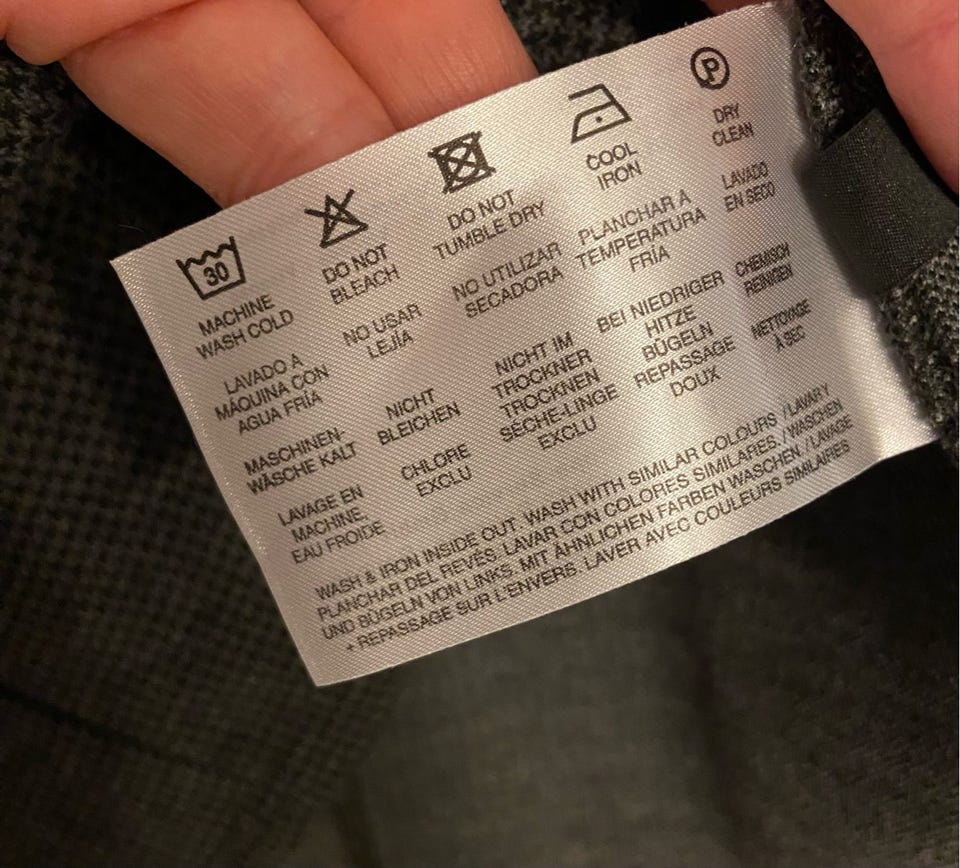 30
MACHINE
WASH COLD
LAVADO A
MÁQUINA CON
AGUA FRÍA
MASCHINEN-
WÄSCHE KALT
LAVAGE EN
MACHINE,
EAU FROIDE
DO NOT
BLEACH
NO USAR
LEJÍA
NICHT
BLEICHEN
CHLORE
EXCLU
DO NOT
TUMBLE DRY
NO UTILIZAR
SECADORA
NICHT IM
TROCKNER
TROCKNEN
SÈCHE-LINGE
EXCLU
COOL
IRON
PLANCHAR A
TEMPERATURA
FRÍA
BEI NIEDRIGER
HITZE
BÜGELN
REPASSAGE
DOUX
P
DRY
CLEAN
LAVADO
EN SECO
CHEMISCH
REINIGEN
NETTOYAGE
À SEC
WASH & IRON INSIDE OUT. WASH WITH SIMILAR COLOURS / LAVAR Y
PLANCHAR DEL REVÉS. LAVAR CON COLORES SIMILARES. / WASCHEN
UND BÜGELN VON LINKS. MIT ÄHNLICHEN FARBEN WASCHEN / LAVAGE
+ REPASSAGE SUR L'ENVERS. LAVER AVEC COULEURS SIMILAIRES